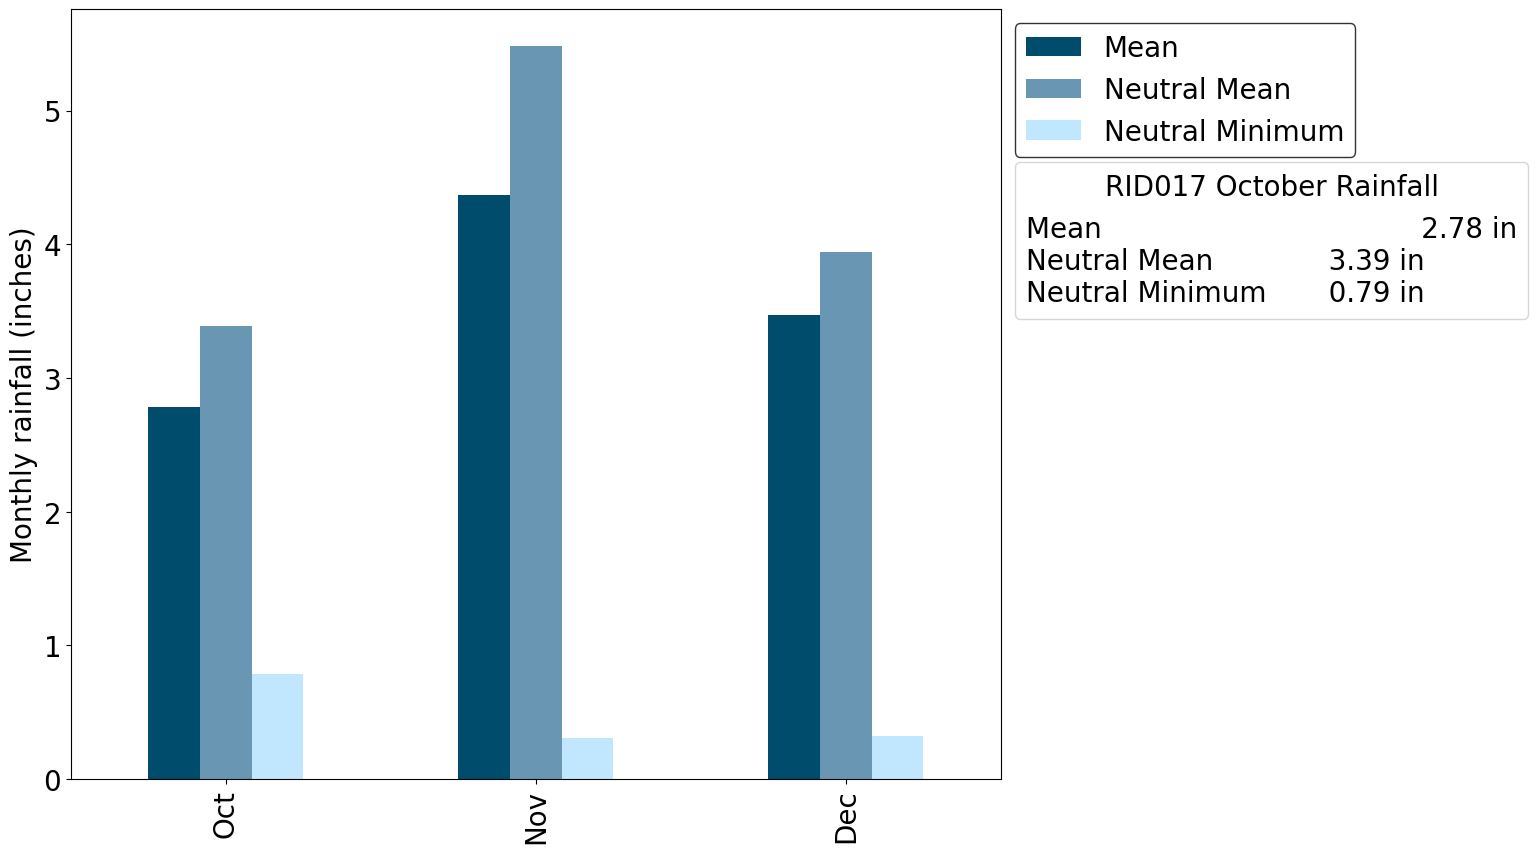 Monthly rainfall (inches)
5
4
3
2
1
0
Oct
Nov
Dec
Mean
Neutral Mean
Neutral Minimum
RID017 October Rainfall
Mean 2.78 in
Neutral Mean 3.39 in
Neutral Minimum 0.79 in